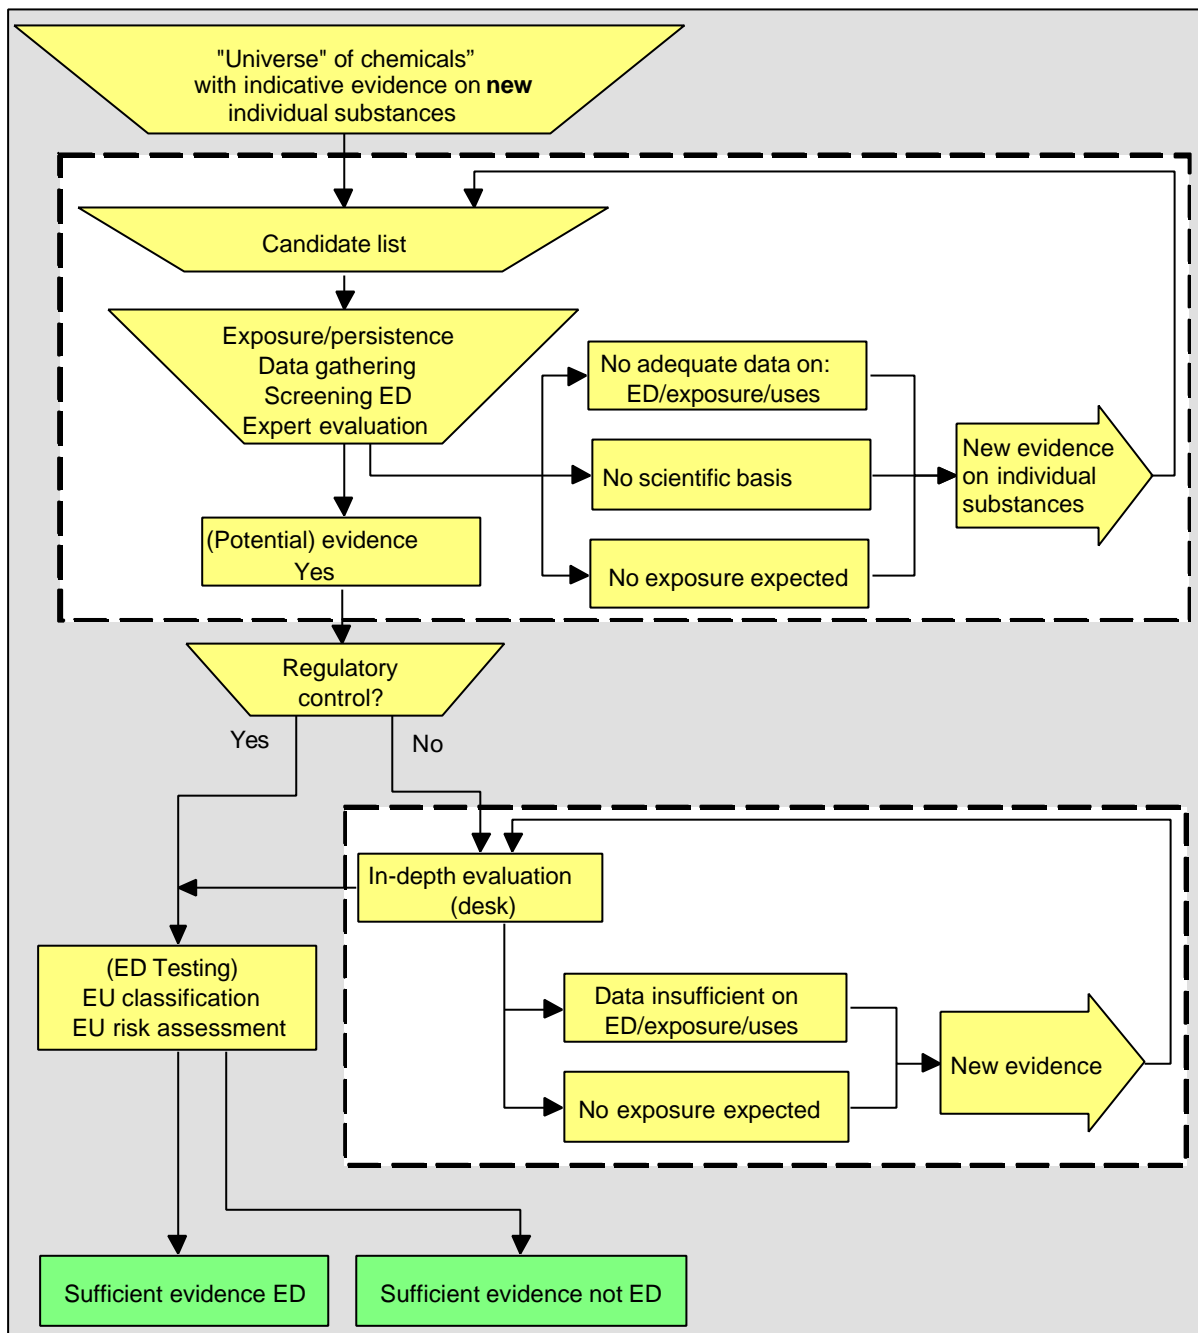 "Universe" of chemicals”
with indicative evidence on new
individual substances
Candidate list
Exposure/persistence
Data gathering
Screening ED
Expert evaluation
No adequate data on:
ED/exposure/uses
No scientific basis
No exposure expected
New evidence
on individual
substances
(Potential) evidence
Yes
Regulatory
control?
Yes
No
In-depth evaluation
(desk)
(ED Testing)
EU classification
EU risk assessment
Data insufficient on
ED/exposure/uses
No exposure expected
New evidence
Sufficient evidence ED
Sufficient evidence not ED